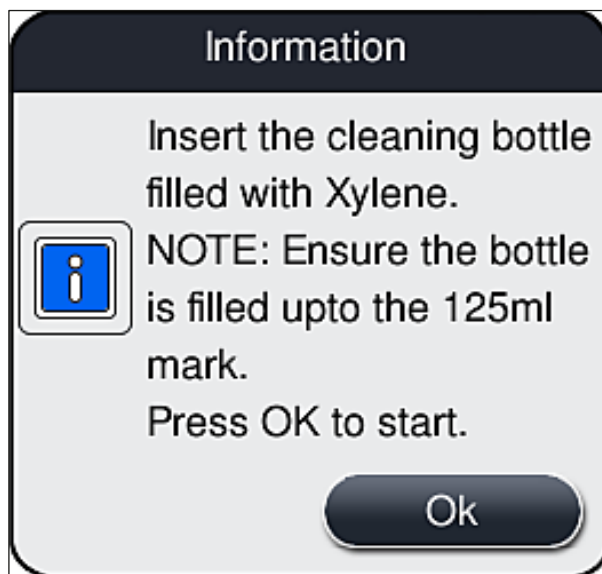 Information
Insert the cleaning bottle
filled with Xylene.
NOTE: Ensure the bottle
is filled upto the 125ml
mark.
Press OK to start.
Ok